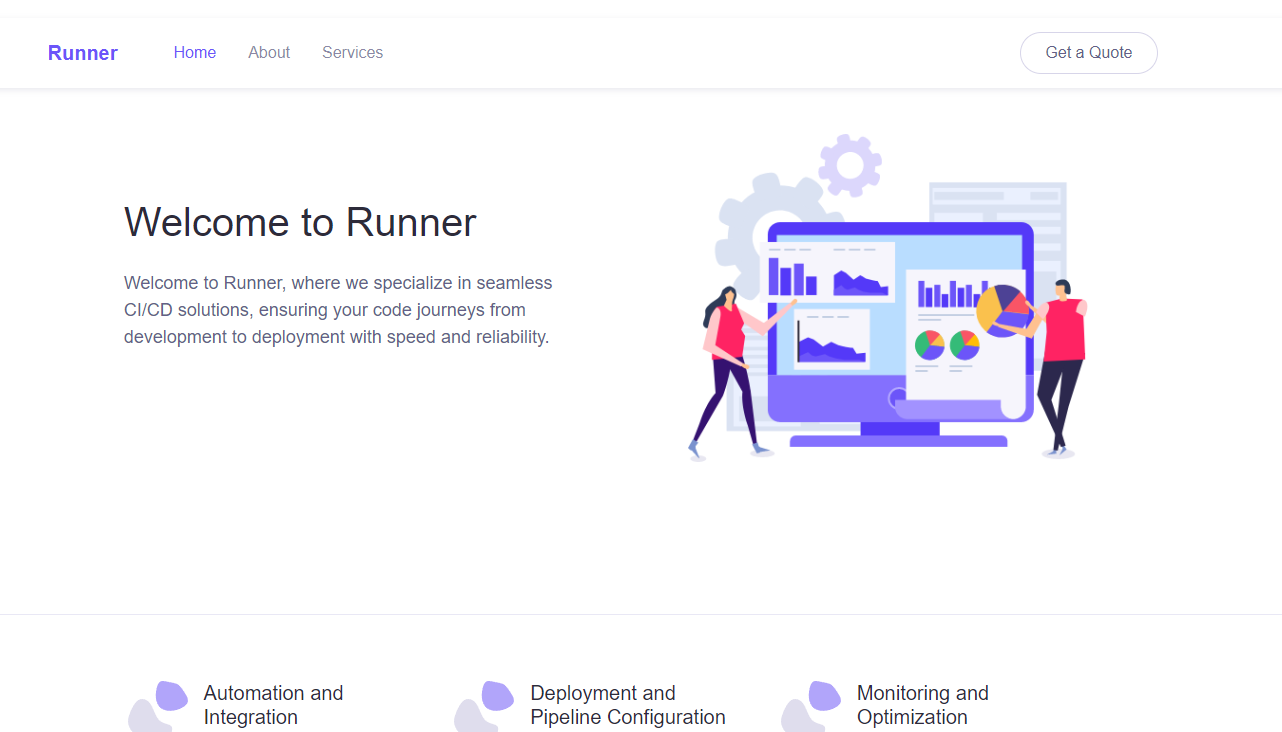 Runner
Home
About
Services
Get a Quote
Welcome to Runner
Welcome to Runner, where we specialize in seamless
CI/CD solutions, ensuring your code journeys from
development to deployment with speed and reliability.
Automation and
Integration
Deployment and
Pipeline Configuration
Monitoring and
Optimization